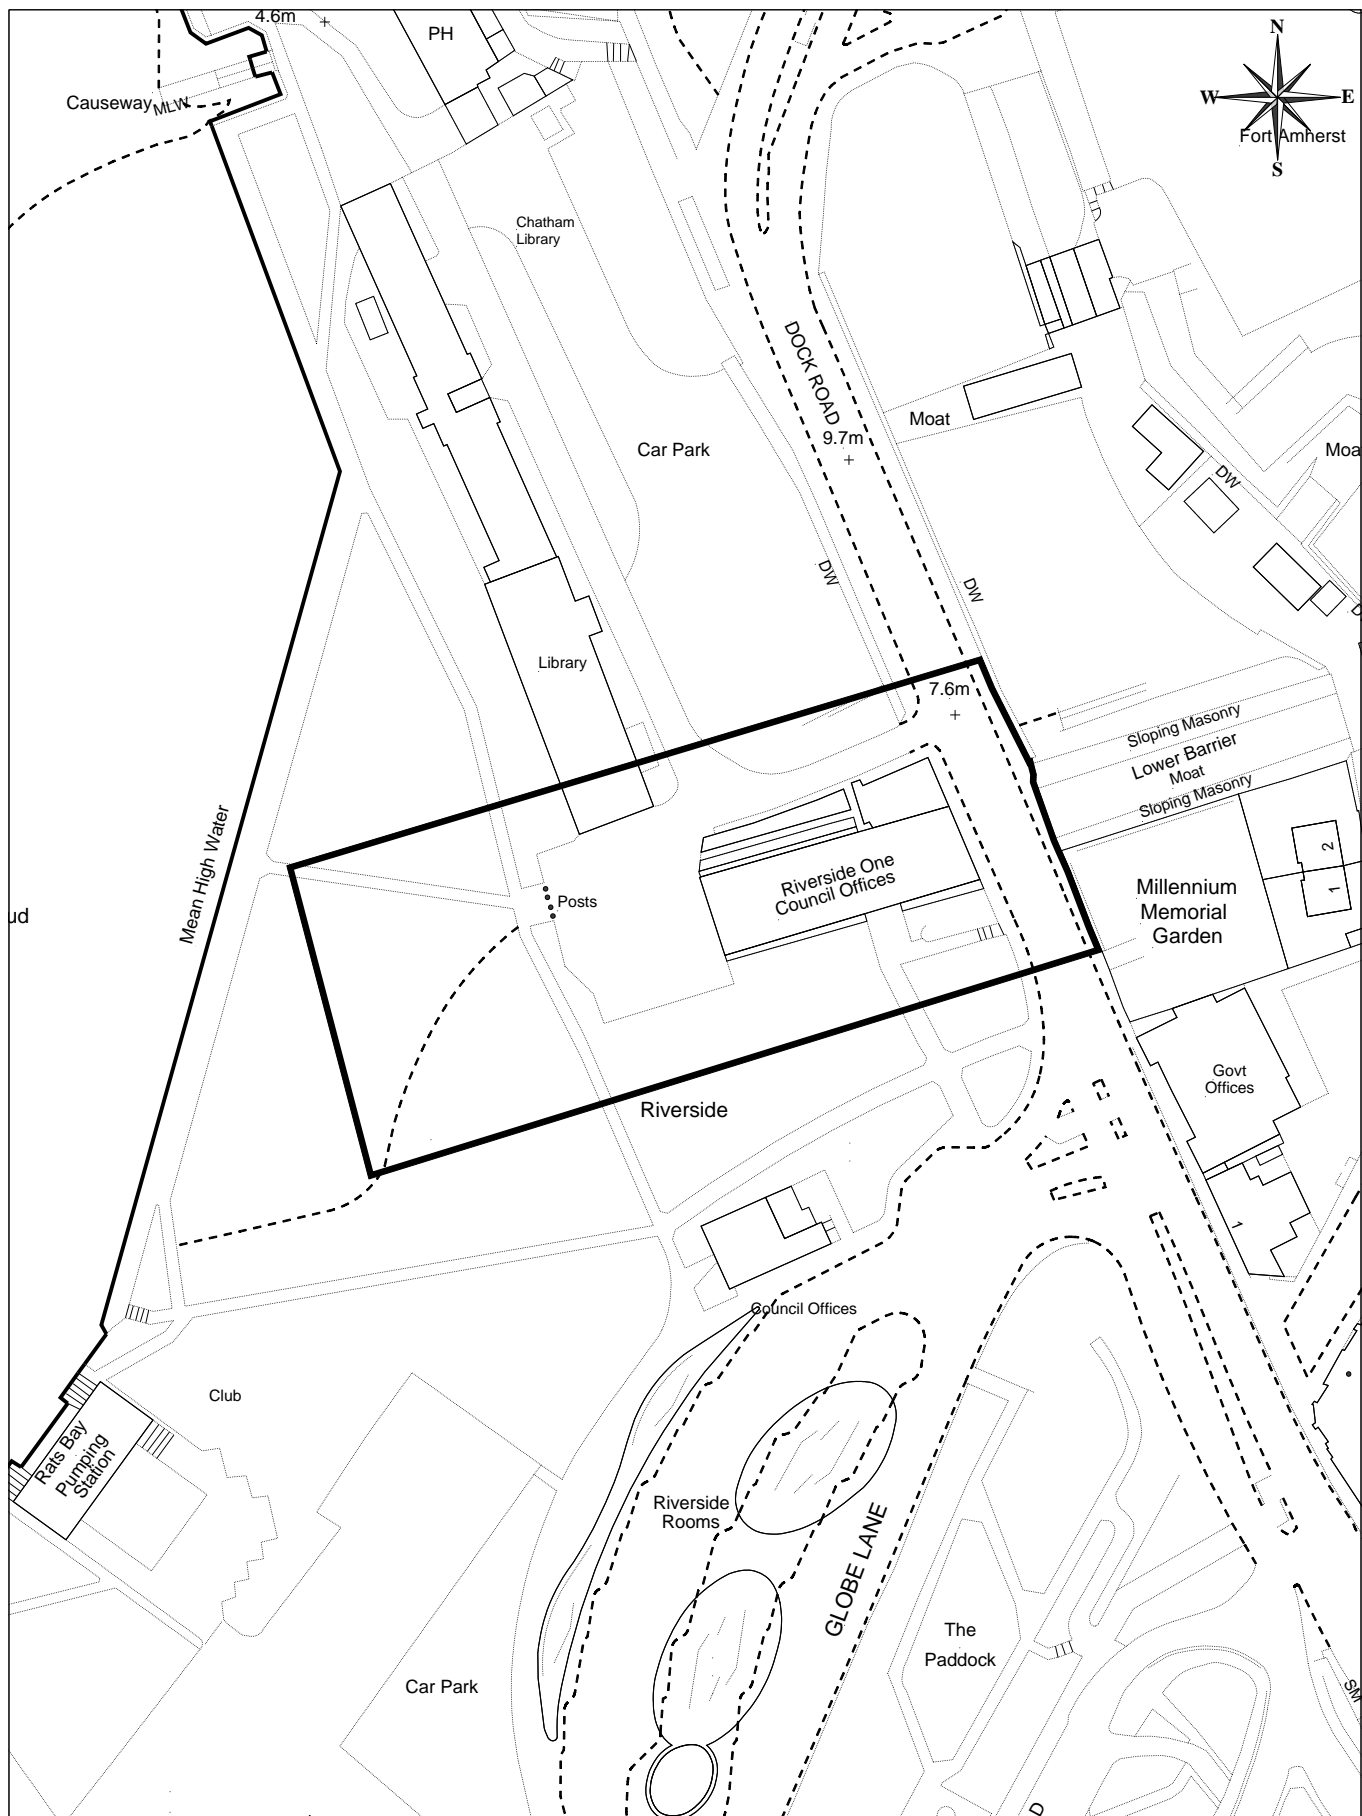 4.6m
PH
N
W
E
S
Fort Amherst
Causeway
MLW
Chatham
Library
DOCK ROAD
9.7m
Moat
Car Park
Moa
DW
DW
DW
Library
7.6m
Sloping Masonry
Lower Barrier
Moat
Sloping Masonry
Mean High Water
Riverside One
Council Offices
2
1
Millennium
Memorial
Garden
Posts
ud
Govt
Offices
Riverside
1
Council Offices
Club
Rats Bay
Pumping
Station
Riverside
Rooms
GLOBE LANE
The
Paddock
Car Park
SM
D